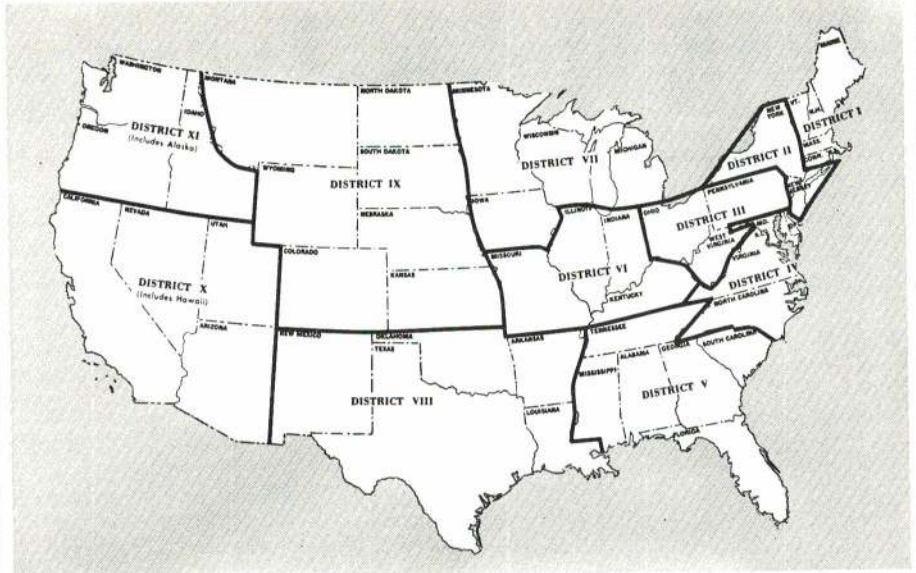 WASHINGTON
MONTANA
NORTH DAKOTA
MINNESOTA
MAINE
IDAHO
OREGON
DISTRICT XI
(Includes Alaska)
WISCONSIN
MICHIGAN
DISTRICT VII
NEW
YORK
VT.
N.H.
DISTRICT I
MASS.
CONN.
DISTRICT II
SOUTH DAKOTA
WYOMING
DISTRICT IX
IOWA
NEBRASKA
PENNSYLVANIA
NEW
JERSEY
CALIFORNIA
NEVADA
UTAH
ILLINOIS
INDIANA
OHIO
DISTRICT III
WEST
VIRGINIA
MD.
D.C.
VIRGINIA
COLORADO
KANSAS
MISSOURI
DISTRICT VI
KENTUCKY
DISTRICT IV
NORTH CAROLINA
DISTRICT X
(Includes Hawaii)
ARIZONA
NEW MEXICO
OKLAHOMA
TEXAS
ARKANSAS
TENNESSEE
MISSISSIPPI
ALABAMA
GEORGIA
SOUTH CAROLINA
DISTRICT V
DISTRICT VIII
LOUISIANA
FLORIDA